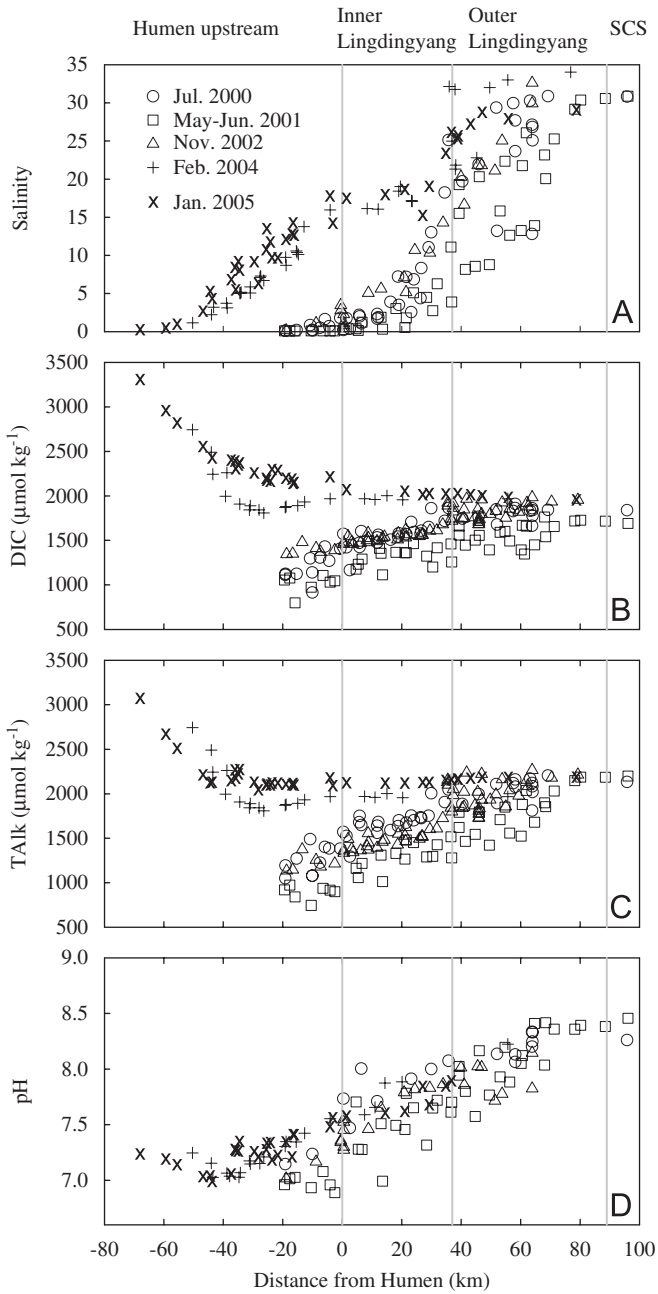 Humen upstream
Inner Lingdingyang
Outer Lingdingyang
SCS
35
30
25
20
15
10
5
0
Salinity
Jul. 2000
May-Jun. 2001
Nov. 2002
Feb. 2004
Jan. 2005
A
3500
3000
2500
2000
1500
1000
500
DIC (μmol kg⁻¹)
B
3500
3000
2500
2000
1500
1000
500
TAlk (μmol kg⁻¹)
C
9.0
8.5
8.0
7.5
7.0
pH
D
-80 -60 -40 -20 0 20 40 60 80 100
Distance from Humen (km)